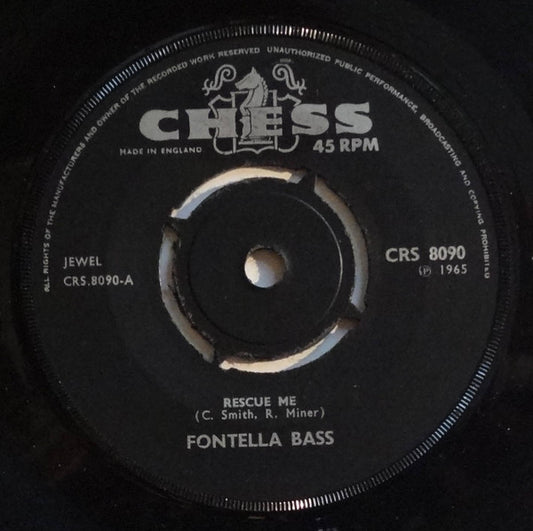 ALL RIGHTS OF THE MANUFACTURERS AND OWNER OF THE RECORDED WORK RESERVED UNAUTHORIZED PUBLIC PERFORMANCE, BROADCASTING AND COPYING PROHIBITED
CHESS
MADE IN ENGLAND
45 RPM
JEWEL
CRS.8090-A
CRS 8090
℗ 1965
RESCUE ME
(C. Smith, R. Miner)
FONTELLA BASS